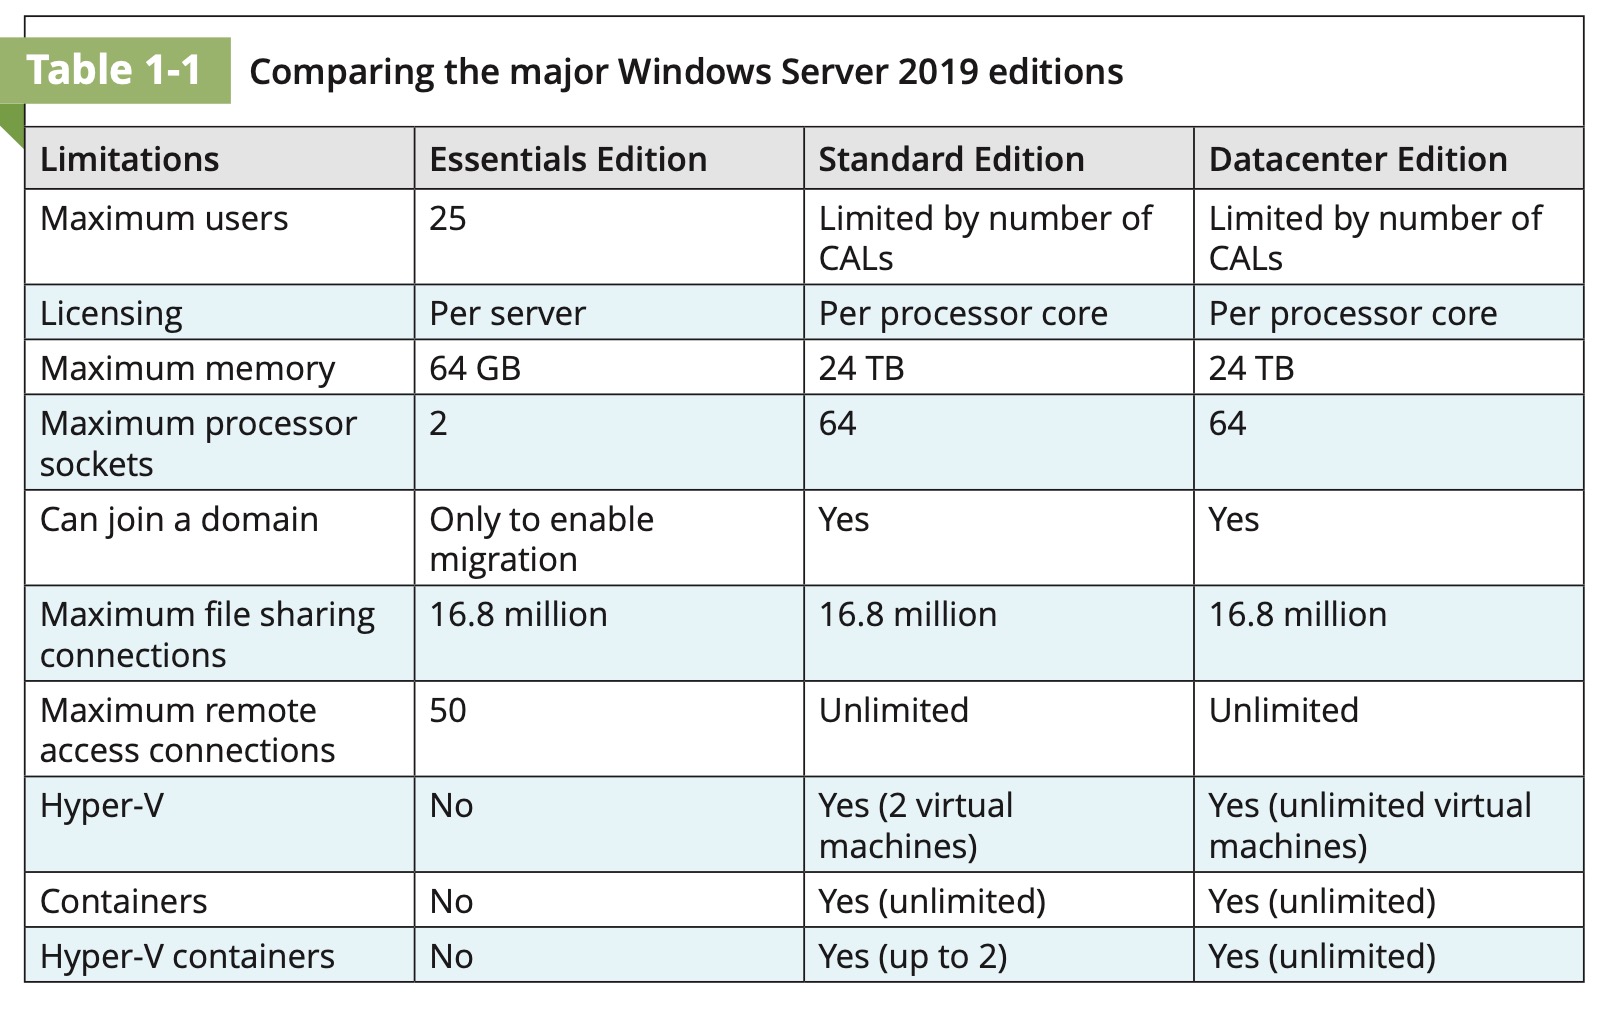 Table 1-1 Comparing the major Windows Server 2019 editions
Limitations Essentials Edition Standard Edition Datacenter Edition
Maximum users 25 Limited by number of CALs Limited by number of CALs
Licensing Per server Per processor core Per processor core
Maximum memory 64 GB 24 TB 24 TB
Maximum processor sockets 2 64 64
Can join a domain Only to enable migration Yes Yes
Maximum file sharing connections 16.8 million 16.8 million 16.8 million
Maximum remote access connections 50 Unlimited Unlimited
Hyper-V No Yes (2 virtual machines) Yes (unlimited virtual machines)
Containers No Yes (unlimited) Yes (unlimited)
Hyper-V containers No Yes (up to 2) Yes (unlimited)